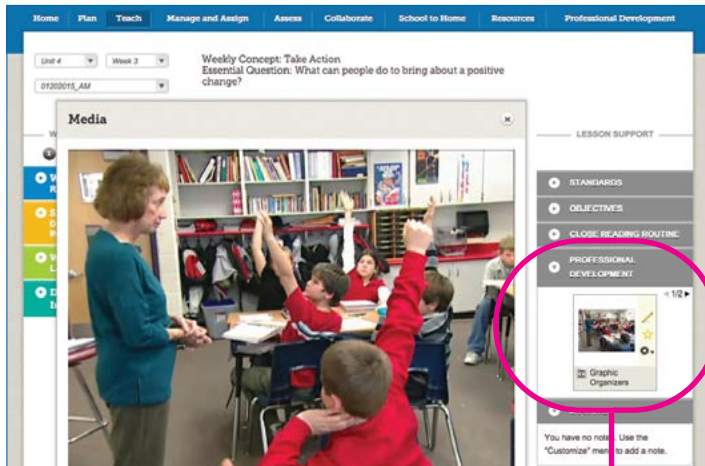 Home Plan Teach Manage and Assign Assess Collaborate School to Home Resources Professional Development
Unit 4 Week 3
01202015_AM
Weekly Concept: Take Action
Essential Question: What can people do to bring about a positive
change?
Media
W
R
S
D
W
L
D
I
LESSON SUPPORT
STANDARDS
OBJECTIVES
CLOSE READING ROUTINE
PROFESSIONAL
DEVELOPMENT
1/2
Graphic
Organizers
You have no notes. Use the
"Customize" menu to add a note.